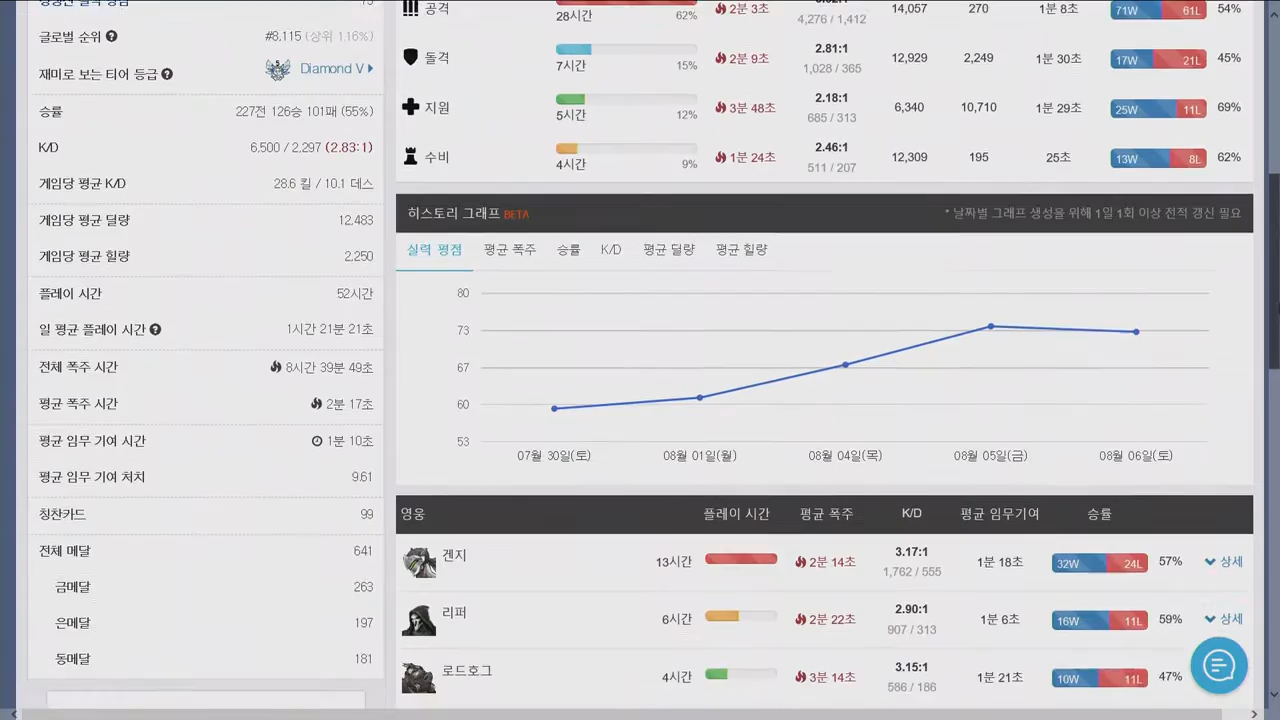 글로벌 순위 #8,115 (상위 1.16%)
재미로 보는 티어 등급 Diamond V
승률 227전 126승 101패 (55%)
K/D 6,500 / 2,297 (2.83:1)
게임당 평균 K/D 28.6 킬 / 10.1 데스
게임당 평균 딜량 12,483
게임당 평균 힐량 2,250
플레이 시간 52시간
일 평균 플레이 시간 1시간 21분 21초
전체 폭주 시간 8시간 39분 49초
평균 폭주 시간 2분 17초
평균 임무 기여 시간 1분 10초
평균 임무 기여 처치 9.61
칭찬카드 99
전체 메달 641
금메달 263
은메달 197
동메달 181
공격 28시간 62% 2분 3초 4,276 / 1,412 14,057 270 1분 8초 71W 61L 54%
돌격 7시간 15% 2분 9초 2.81:1 1,028 / 365 12,929 2,249 1분 30초 17W 21L 45%
지원 5시간 12% 3분 48초 2.18:1 685 / 313 6,340 10,710 1분 29초 25W 11L 69%
수비 4시간 9% 1분 24초 2.46:1 511 / 207 12,309 195 25초 13W 8L 62%
히스토리 그래프 BETA * 날짜별 그래프 생성을 위해 1일 1회 이상 전적 갱신 필요
실력 평점 평균 폭주 승률 K/D 평균 딜량 평균 힐량
80
73
67
60
53
07월 30일(토) 08월 01일(월) 08월 04일(목) 08월 05일(금) 08월 06일(토)
영웅 플레이 시간 평균 폭주 K/D 평균 임무기여 승률
겐지 13시간 2분 14초 3.17:1 1,762 / 555 1분 18초 32W 24L 57% 상세
리퍼 6시간 2분 22초 2.90:1 907 / 313 1분 6초 16W 11L 59% 상세
로드호그 4시간 3분 14초 3.15:1 586 / 186 1분 21초 10W 11L 47%